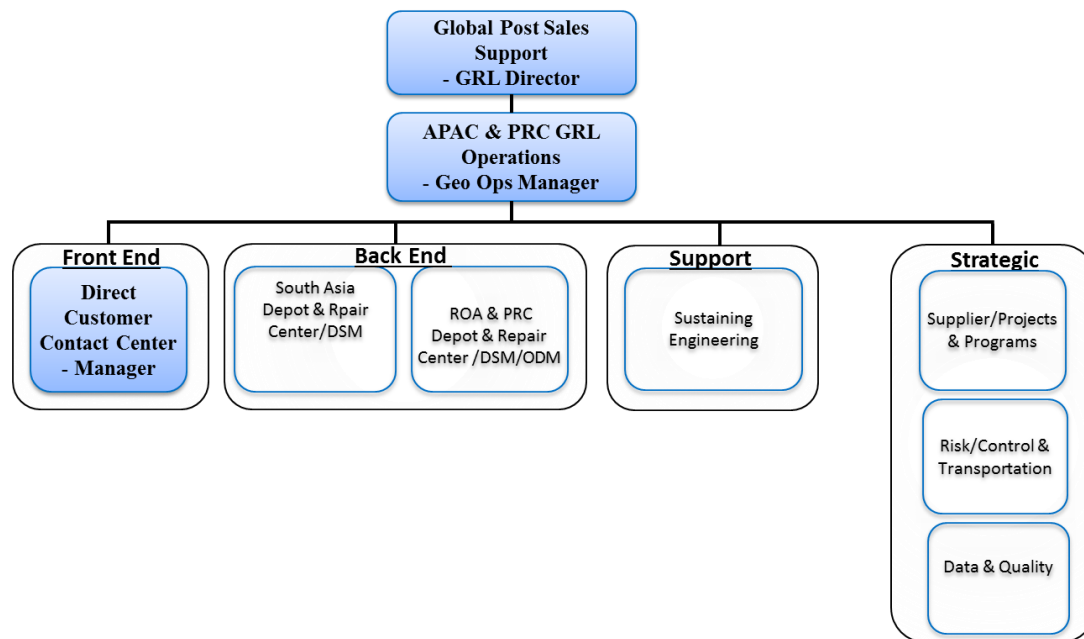 Global Post Sales
Support
- GRL Director
APAC & PRC GRL
Operations
- Geo Ops Manager
Front End
Direct
Customer
Contact Center
- Manager
Back End
South Asia
Depot & Rpair
Center/DSM
ROA & PRC
Depot & Repair
Center /DSM/ODM
Support
Sustaining
Engineering
Strategic
Supplier/Projects
& Programs
Risk/Control &
Transportation
Data & Quality